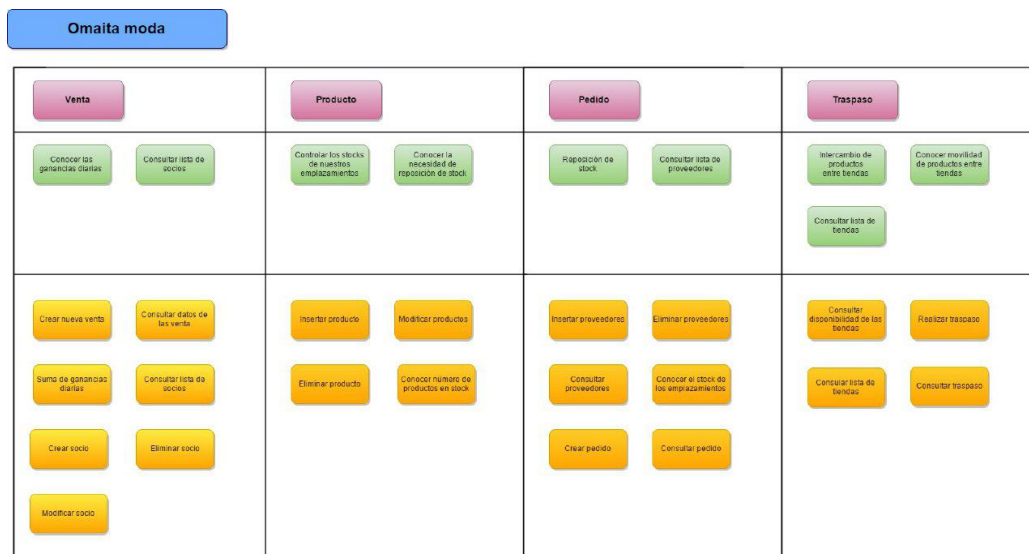 Omaita moda
Venta
Producto
Pedido
Traspaso
Conocer las
ganancias diarias
Consultar lista de
socios
Controlar los stocks
de nuestros
emplazamientos
Conocer la
necesidad de
reposición de stock
Reposición de
stock
Consultar lista de
proveedores
Intercambio de
productos
entre tiendas
Conocer movilidad
de productos entre
tiendas
Consultar lista de
tiendas
Crear nueva venta
Consultar datos de
las venta
Insertar producto
Modificar productos
Insertar proveedores
Eliminar proveedores
Consultar
disponibilidad de las
tiendas
Realizar traspaso
Suma de ganancias
diarias
Consultar lista de
socios
Eliminar producto
Conocer número de
productos en stock
Consultar
proveedores
Conocer el stock de
los emplazamientos
Consular lista de
tiendas
Consultar traspaso
Crear socio
Eliminar socio
Crear pedido
Consultar pedido
Modificar socio